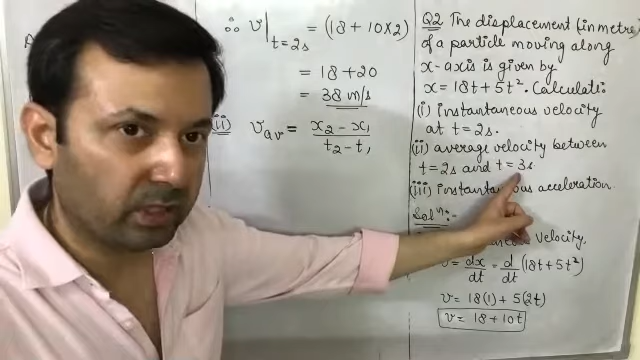 A
∴ v|t=2s = (18+10×2)
= 18+20
= 38 m/s
(ii) vav = x2 - x1 / t2 - t1
Q2 The displacement (in metre)
of a particle moving along
x-axis is given by
x = 18t + 5t². Calculate:
(i) instantaneous velocity
at t = 2s.
(ii) average velocity between
t = 2s and t = 3s
(iii) instantaneous acceleration.
Solⁿ:-
velocity,
v = dx/dt = d/dt (18t + 5t²)
v = 18(1) + 5(2t)
v = 18 + 10t